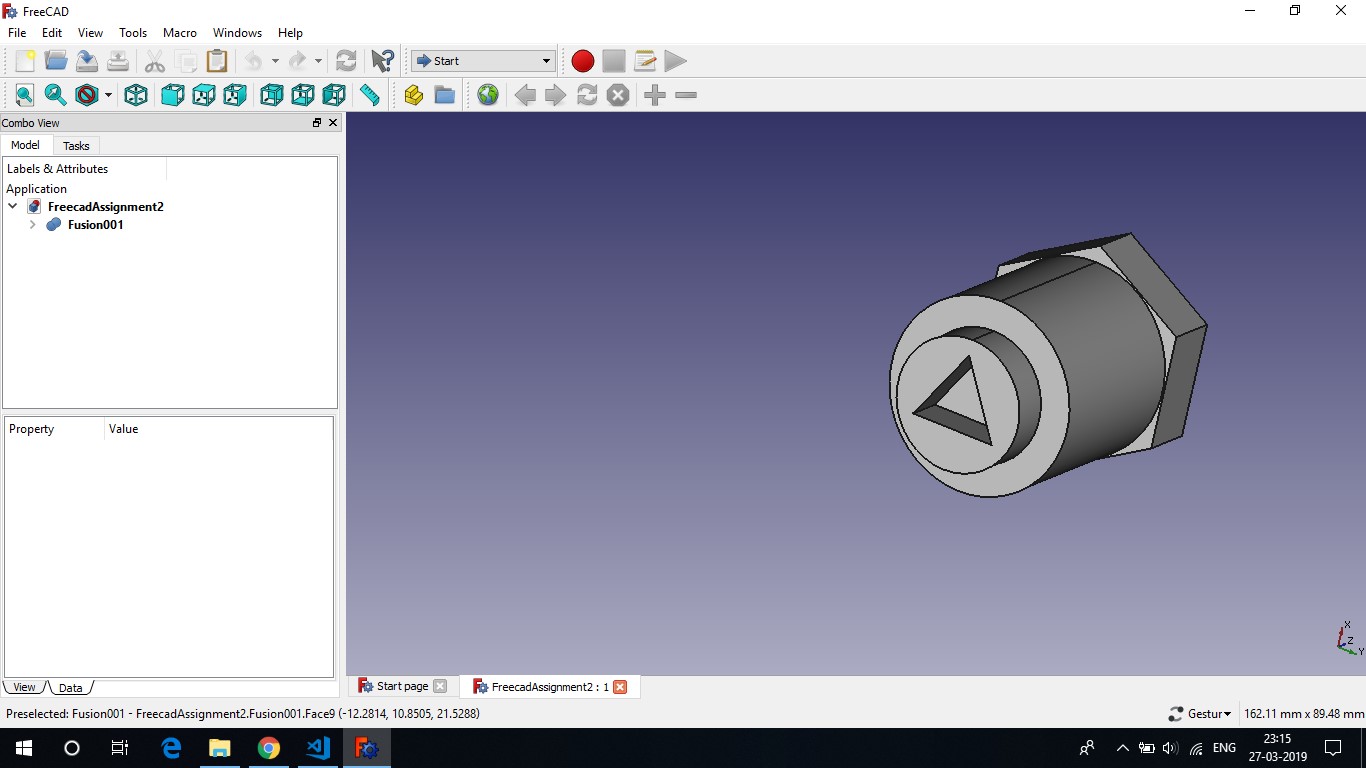 FreeCAD
File Edit View Tools Macro Windows Help
Start
Combo View
Model Tasks
Labels & Attributes
Application
FreecadAssignment2
Fusion001
Property Value
X
Z
Y
View Data
Start page
FreecadAssignment2 : 1
Preselected: Fusion001 - FreecadAssignment2.Fusion001.Face9 (-12.2814, 10.8505, 21.5288)
Gestur
162.11 mm x 89.48 mm
ENG
23:15
27-03-2019